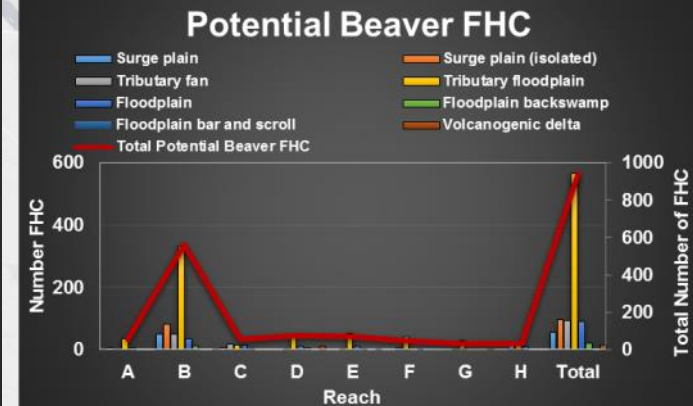 Potential Beaver FHC
Surge plain
Surge plain (isolated)
Tributary fan
Tributary floodplain
Floodplain
Floodplain backswamp
Floodplain bar and scroll
Volcanogenic delta
Total Potential Beaver FHC
Number FHC
600
400
200
0
1000
800
600
400
200
0
Total Number of FHC
A B C D E F G H Total
Reach